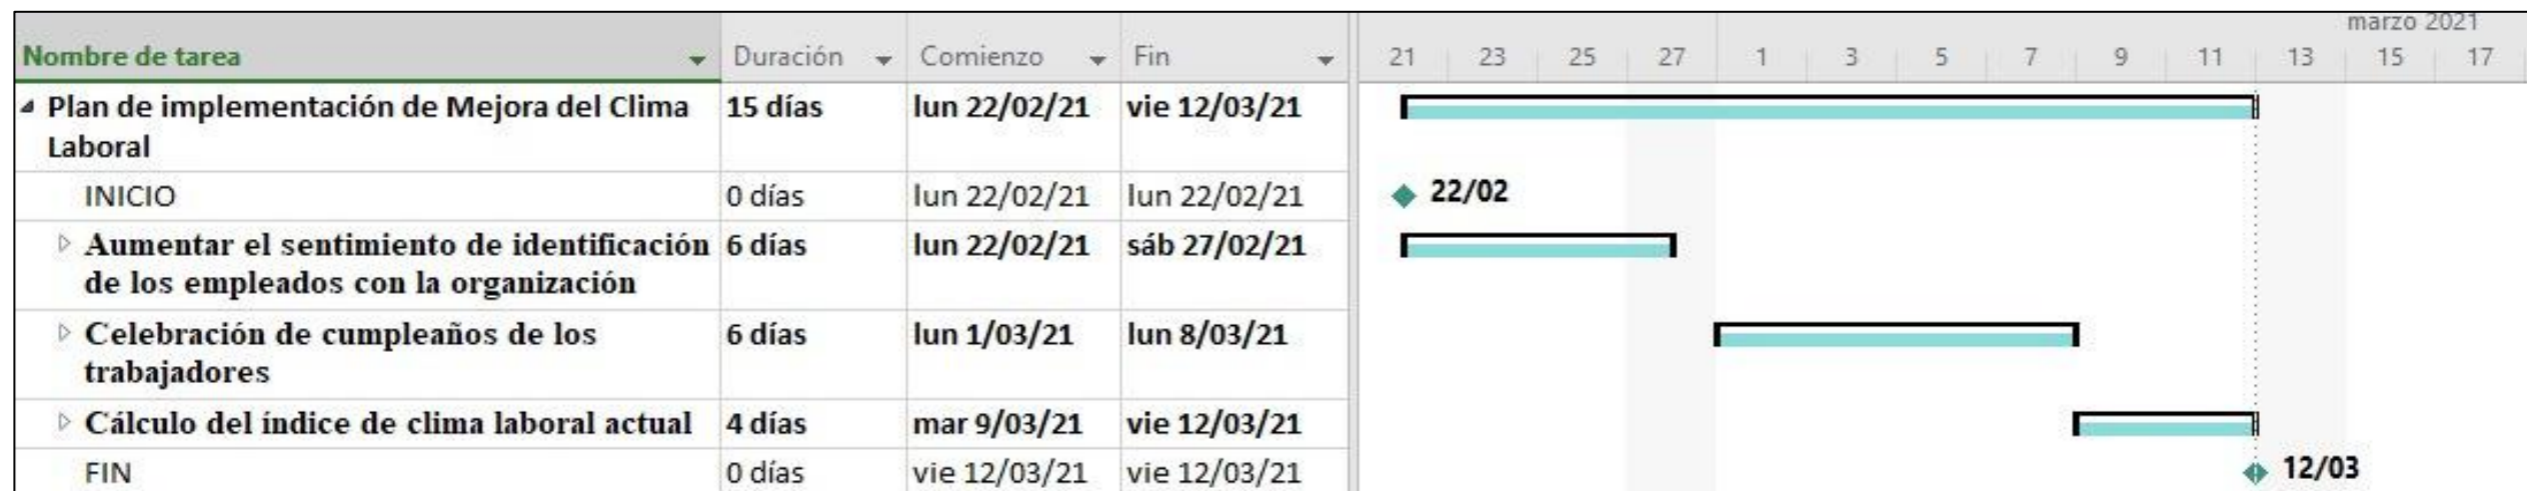 marzo 2021
Nombre de tarea Duración Comienzo Fin 21 23 25 27 1 3 5 7 9 11 13 15 17
Plan de implementación de Mejora del Clima 15 días lun 22/02/21 vie 12/03/21
Laboral
INICIO 0 días lun 22/02/21 lun 22/02/21 22/02
Aumentar el sentimiento de identificación 6 días lun 22/02/21 sáb 27/02/21
de los empleados con la organización
Celebración de cumpleaños de los 6 días lun 1/03/21 lun 8/03/21
trabajadores
Cálculo del índice de clima laboral actual 4 días mar 9/03/21 vie 12/03/21
FIN 0 días vie 12/03/21 vie 12/03/21 12/03